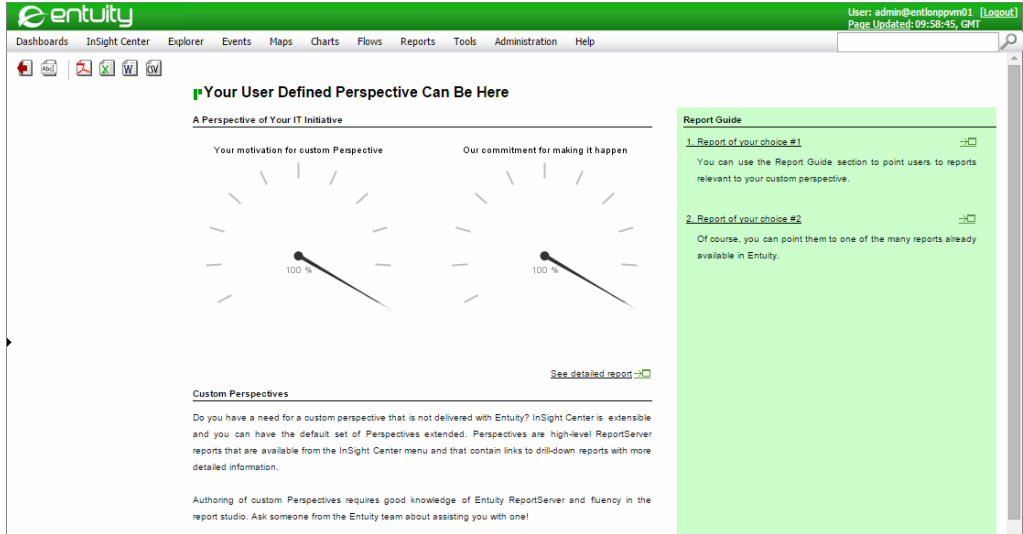 entuity
User: admin@entlonppvm01 [Logout]
Page Updated: 09:58:45, GMT
Dashboards InSight Center Explorer Events Maps Charts Flows Reports Tools Administration Help
Abc
W CSV
Your User Defined Perspective Can Be Here
A Perspective of Your IT Initiative
Your motivation for custom Perspective
100 %
Our commitment for making it happen
100 %
See detailed report
Custom Perspectives
Do you have a need for a custom perspective that is not delivered with Entuity? InSight Center is extensible
and you can have the default set of Perspectives extended. Perspectives are high-level ReportServer
reports that are available from the InSight Center menu and that contain links to drill-down reports with more
detailed information.
Authoring of custom Perspectives requires good knowledge of Entuity ReportServer and fluency in the
report studio. Ask someone from the Entuity team about assisting you with one!
Report Guide
1. Report of your choice #1
You can use the Report Guide section to point users to reports
relevant to your custom perspective.
2. Report of your choice #2
Of course, you can point them to one of the many reports already
available in Entuity.